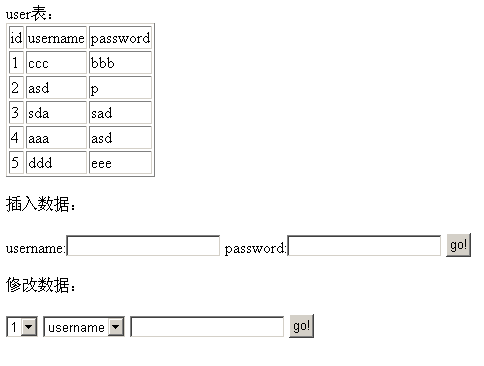 user表：
id username password
1 ccc bbb
2 asd p
3 sda sad
4 aaa asd
5 ddd eee
插入数据：
username: password: go!
修改数据：
1 username go!